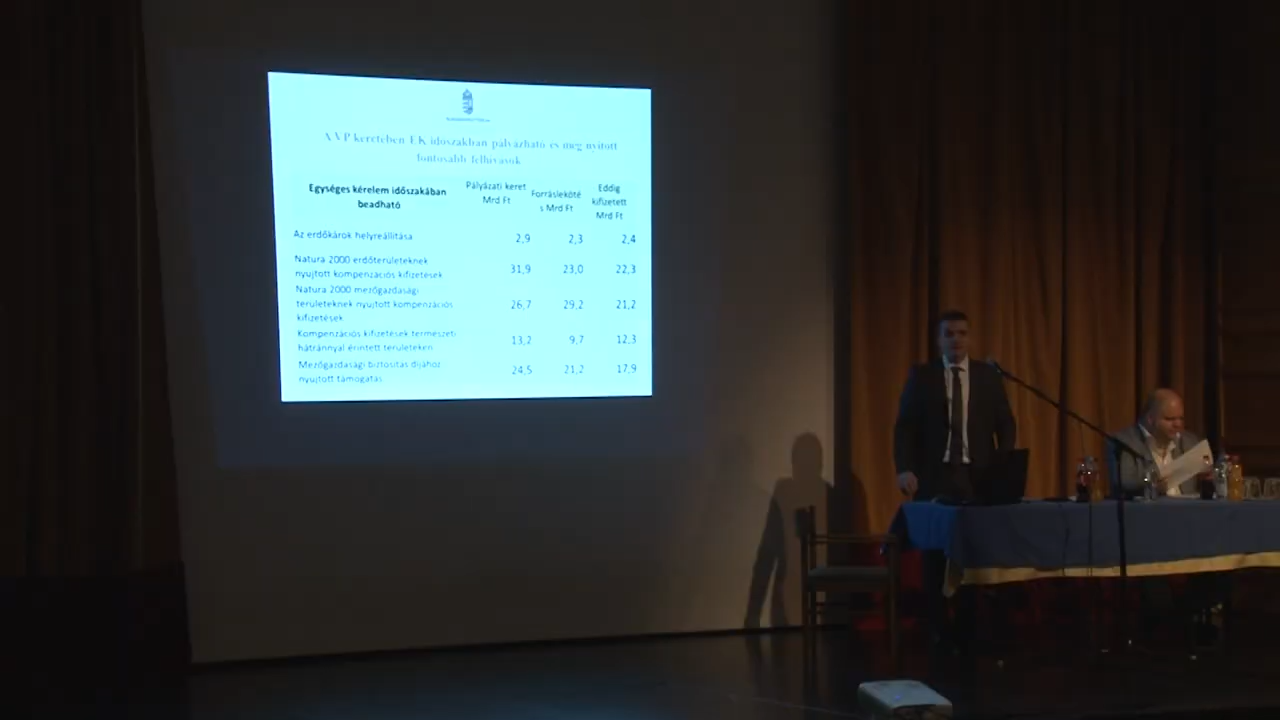 A VP keretében EK időszakban pályázható és még nyitott
fontosabb felhívások
Egységes kérelem időszakában
beadható
Pályázati keret
Mrd Ft
Forrásleköté
s Mrd Ft
Eddig
kifizetett
Mrd Ft
Az erdőkárok helyreállítása 2,9 2,3 2,4
Natura 2000 erdőterületeknek
nyújtott kompenzációs kifizetések 31,9 23,0 22,3
Natura 2000 mezőgazdasági
területeknek nyújtott kompenzációs 26,7 29,2 21,2
kifizetések
Kompenzációs kifizetések természeti
hátránnyal érintett területeken 13,2 9,7 12,3
Mezőgazdasági biztosítás díjához
nyújtott támogatás 24,5 21,2 17,9